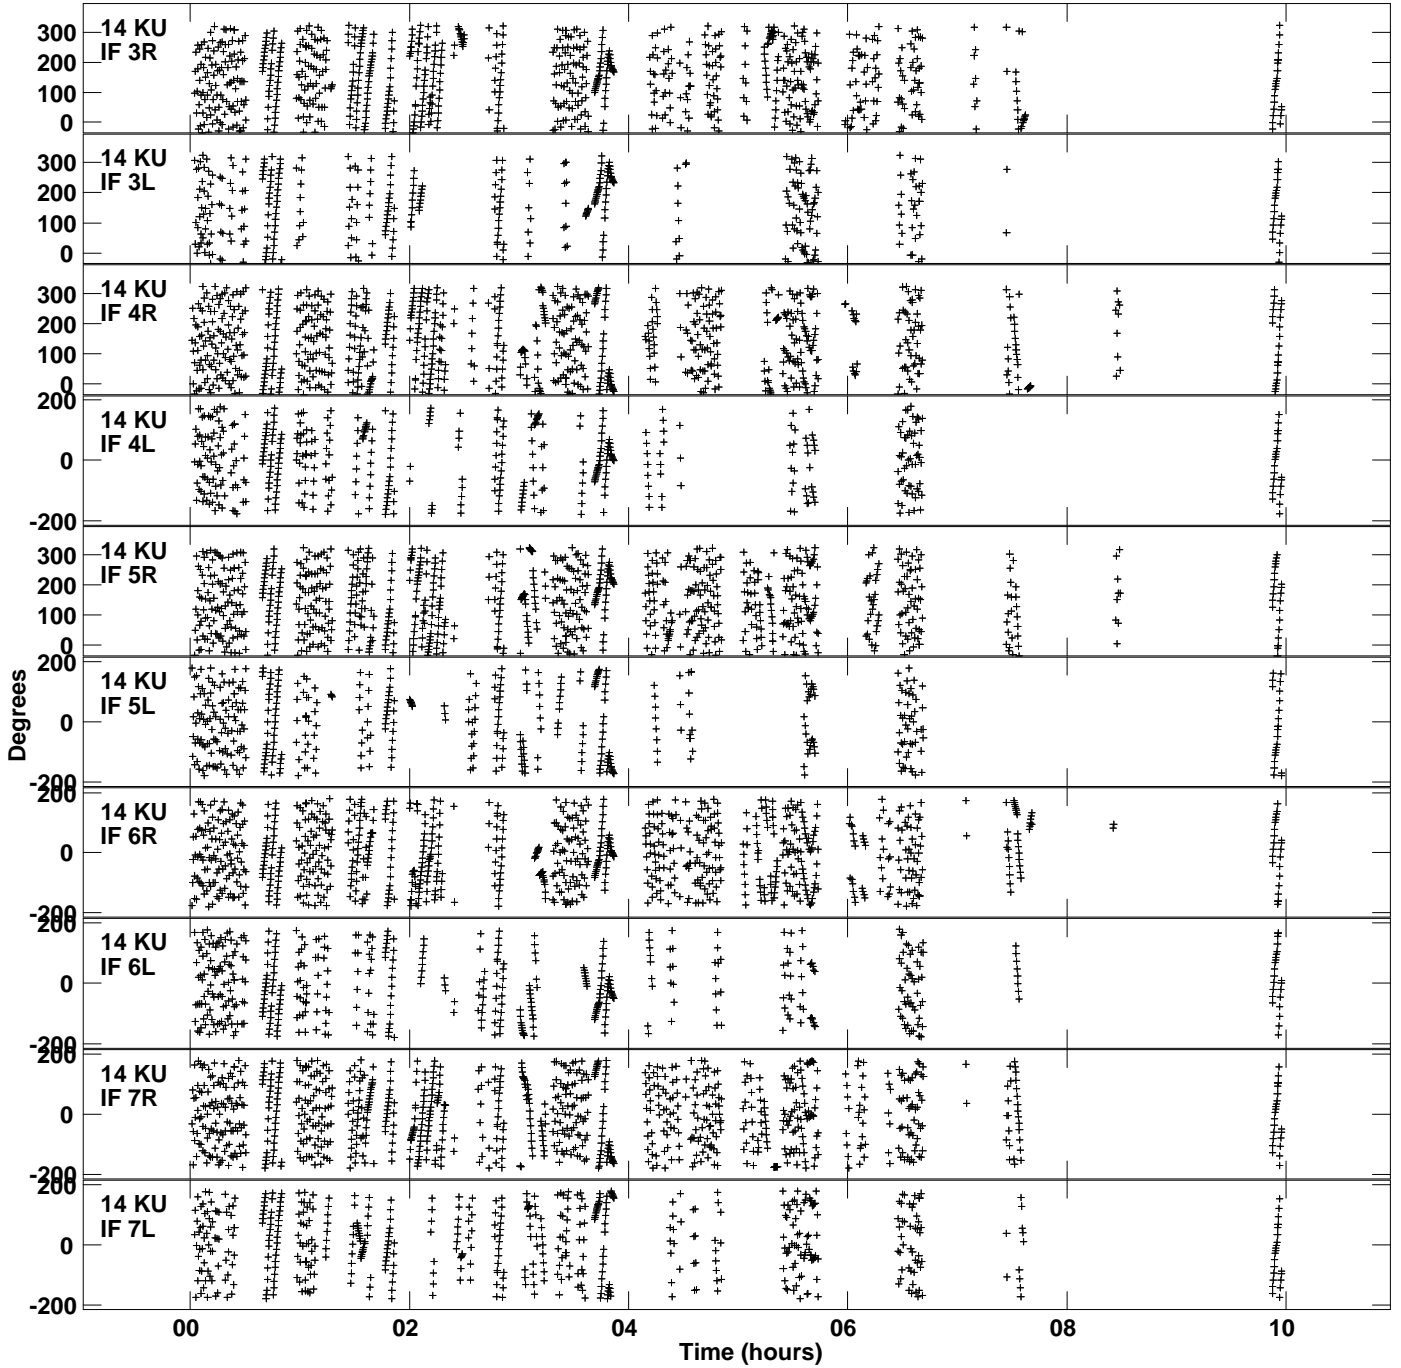 14 KU
IF 3R
300
200
100
0
14 KU
IF 3L
300
200
100
0
14 KU
IF 4R
300
200
100
0
14 KU
IF 4L
200
0
-200
14 KU
IF 5R
300
200
100
0
14 KU
IF 5L
200
0
-200
14 KU
IF 6R
200
0
-200
14 KU
IF 6L
200
0
-200
14 KU
IF 7R
200
0
-200
14 KU
IF 7L
200
0
-200
Degrees
00 02 04 06 08 10
Time (hours)